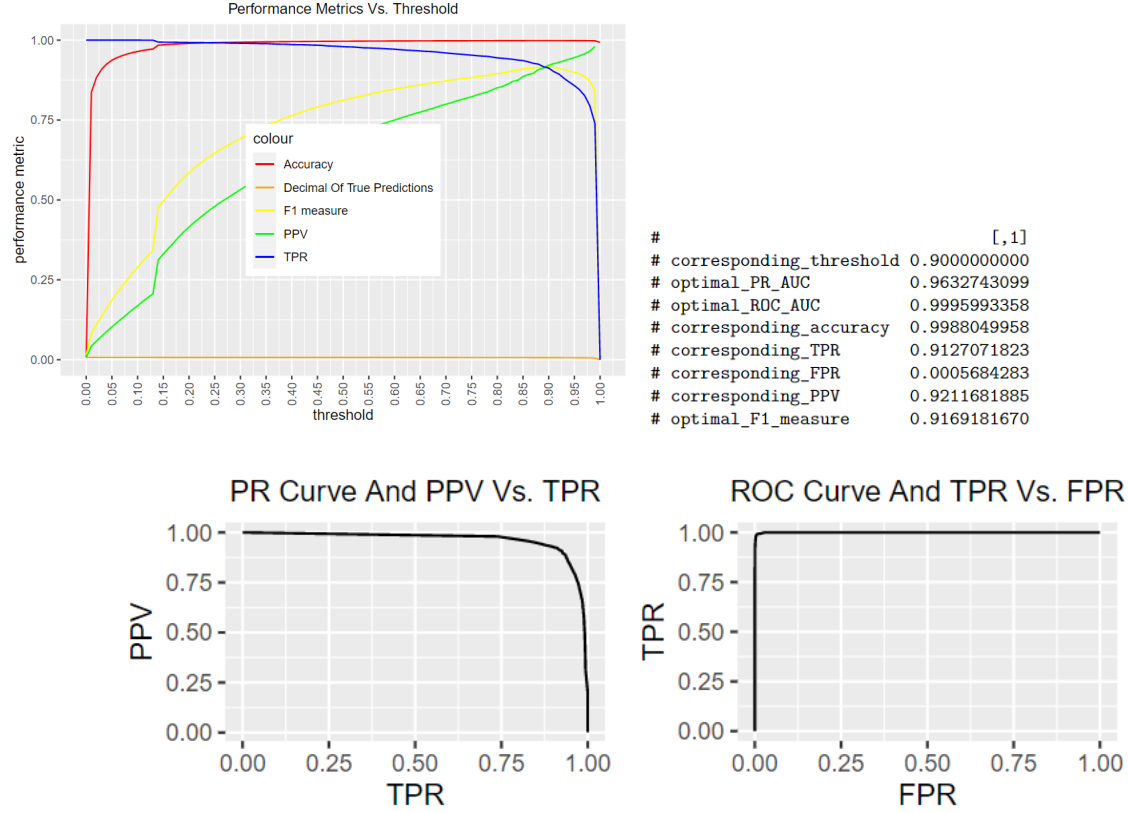 Performance Metrics Vs. Threshold
performance metric
1.00
0.75
0.50
0.25
0.00
colour
Accuracy
Decimal Of True Predictions
F1 measure
PPV
TPR
0.00 0.05 0.10 0.15 0.20 0.25 0.30 0.35 0.40 0.45 0.50 0.55 0.60 0.65 0.70 0.75 0.80 0.85 0.90 0.95 1.00
threshold
# [,1]
# corresponding_threshold 0.9000000000
# optimal_PR_AUC 0.9632743099
# optimal_ROC_AUC 0.9995993358
# corresponding_accuracy 0.9988049958
# corresponding_TPR 0.9127071823
# corresponding_FPR 0.0005684283
# corresponding_PPV 0.9211681885
# optimal_F1_measure 0.9169181670
PR Curve And PPV Vs. TPR
PPV
1.00
0.75
0.50
0.25
0.00
0.00 0.25 0.50 0.75 1.00
TPR
ROC Curve And TPR Vs. FPR
TPR
1.00
0.75
0.50
0.25
0.00
0.00 0.25 0.50 0.75 1.00
FPR